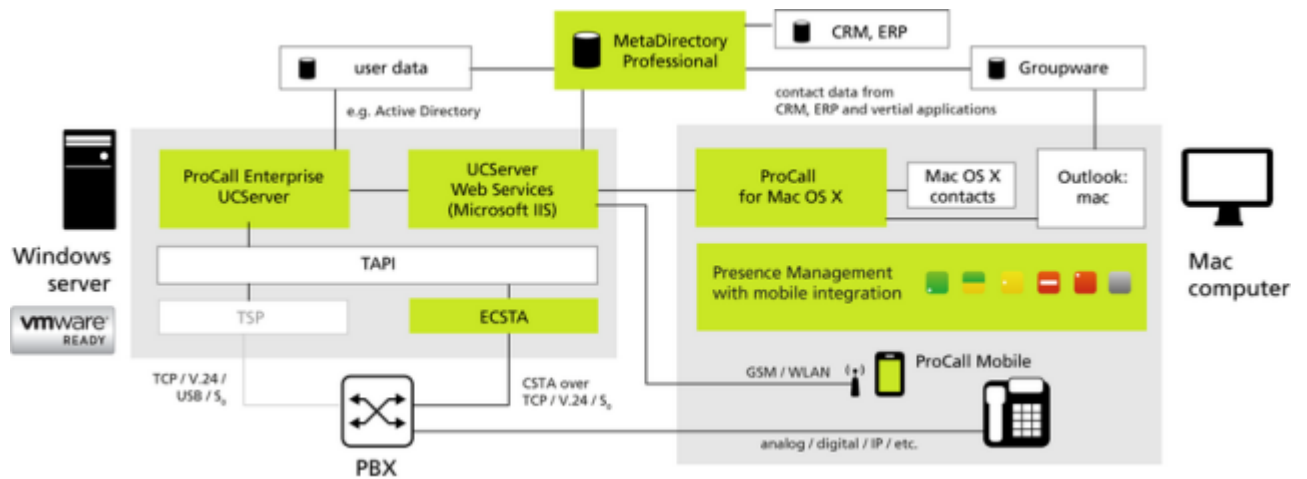 MetaDirectory
Professional
CRM, ERP
user data
Groupware
e.g. Active Directory
contact data from
CRM, ERP and vertial applications
ProCall Enterprise
UCServer
UCServer
Web Services
(Microsoft IIS)
ProCall
for Mac OS X
Mac OS X
contacts
Outlook:
mac
Windows
server
vmware
READY
TAPI
Presence Management
with mobile integration
Mac
computer
TSP
ECSTA
TCP / V.24 /
USB / S₀
CSTA over
TCP / V.24 / S₀
GSM / WLAN
ProCall Mobile
analog / digital / IP / etc.
PBX